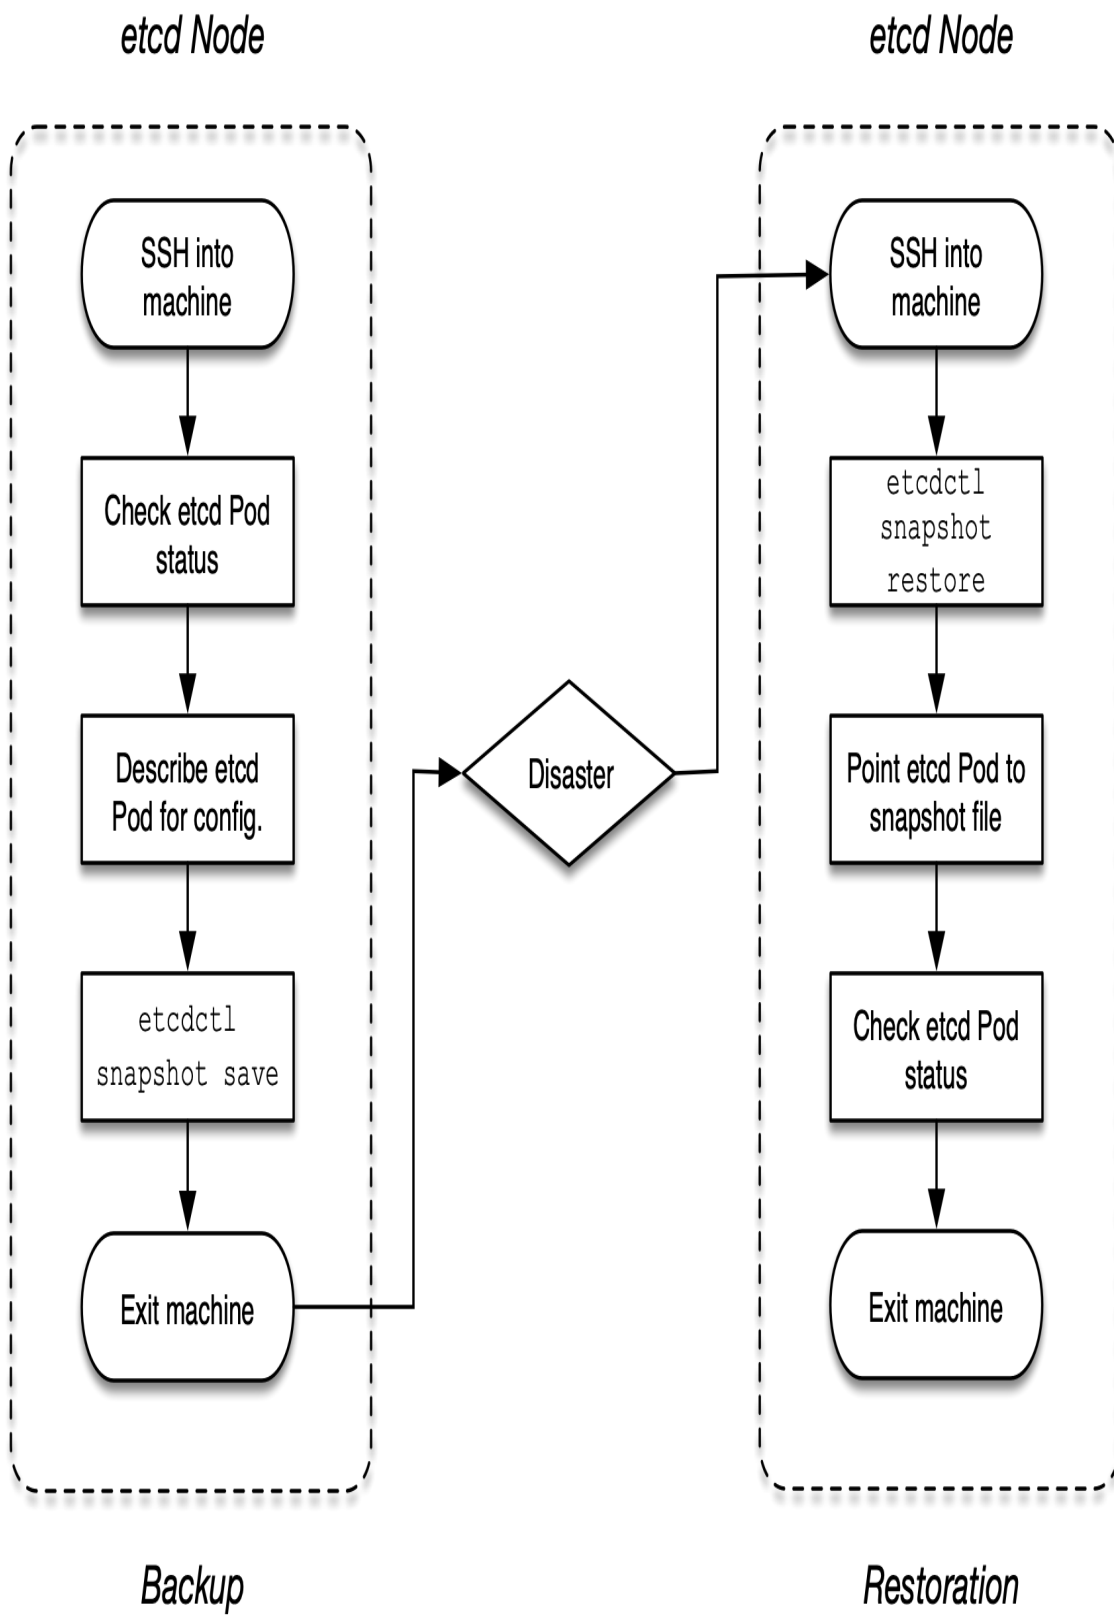 etcd Node
SSH into
machine
Check etcd Pod
status
Describe etcd
Pod for config.
etcdctl
snapshot save
Exit machine
Backup
Disaster
etcd Node
SSH into
machine
etcdctl
snapshot
restore
Point etcd Pod to
snapshot file
Check etcd Pod
status
Exit machine
Restoration